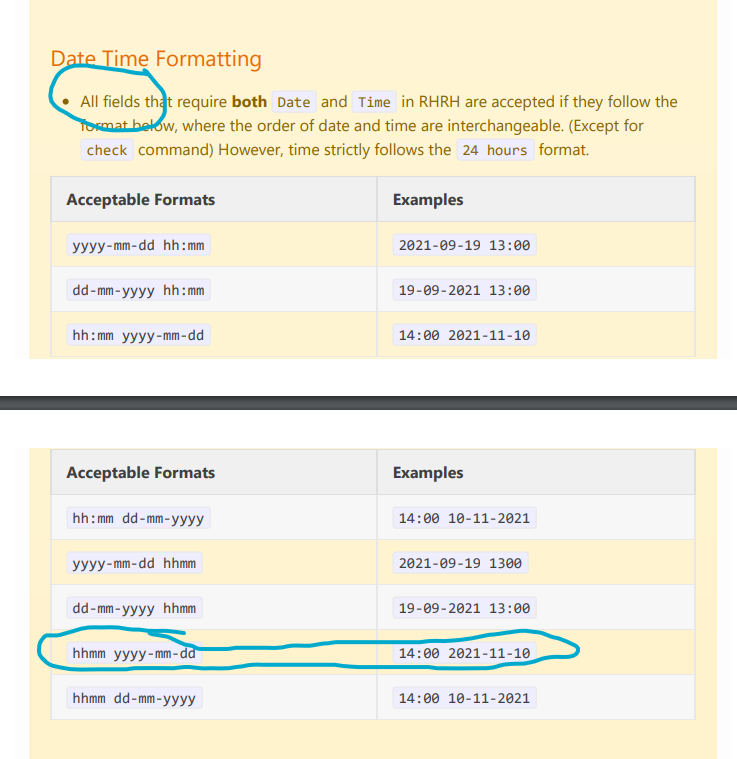 Date Time Formatting
• All fields that require both Date and Time in RHRH are accepted if they follow the
format below, where the order of date and time are interchangeable. (Except for
check command) However, time strictly follows the 24 hours format.
Acceptable Formats Examples
yyyy-mm-dd hh:mm 2021-09-19 13:00
dd-mm-yyyy hh:mm 19-09-2021 13:00
hh:mm yyyy-mm-dd 14:00 2021-11-10
Acceptable Formats Examples
hh:mm dd-mm-yyyy 14:00 10-11-2021
yyyy-mm-dd hhmm 2021-09-19 1300
dd-mm-yyyy hhmm 19-09-2021 13:00
hhmm yyyy-mm-dd 14:00 2021-11-10
hhmm dd-mm-yyyy 14:00 10-11-2021